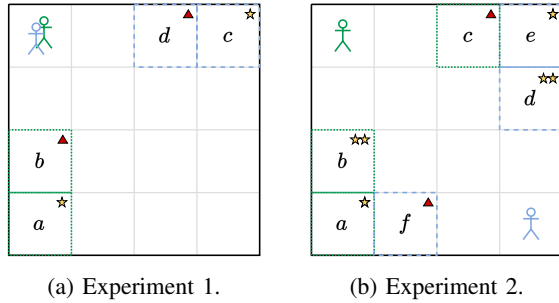 d c
b
a
(a) Experiment 1.
c e
d
b
a f
(b) Experiment 2.